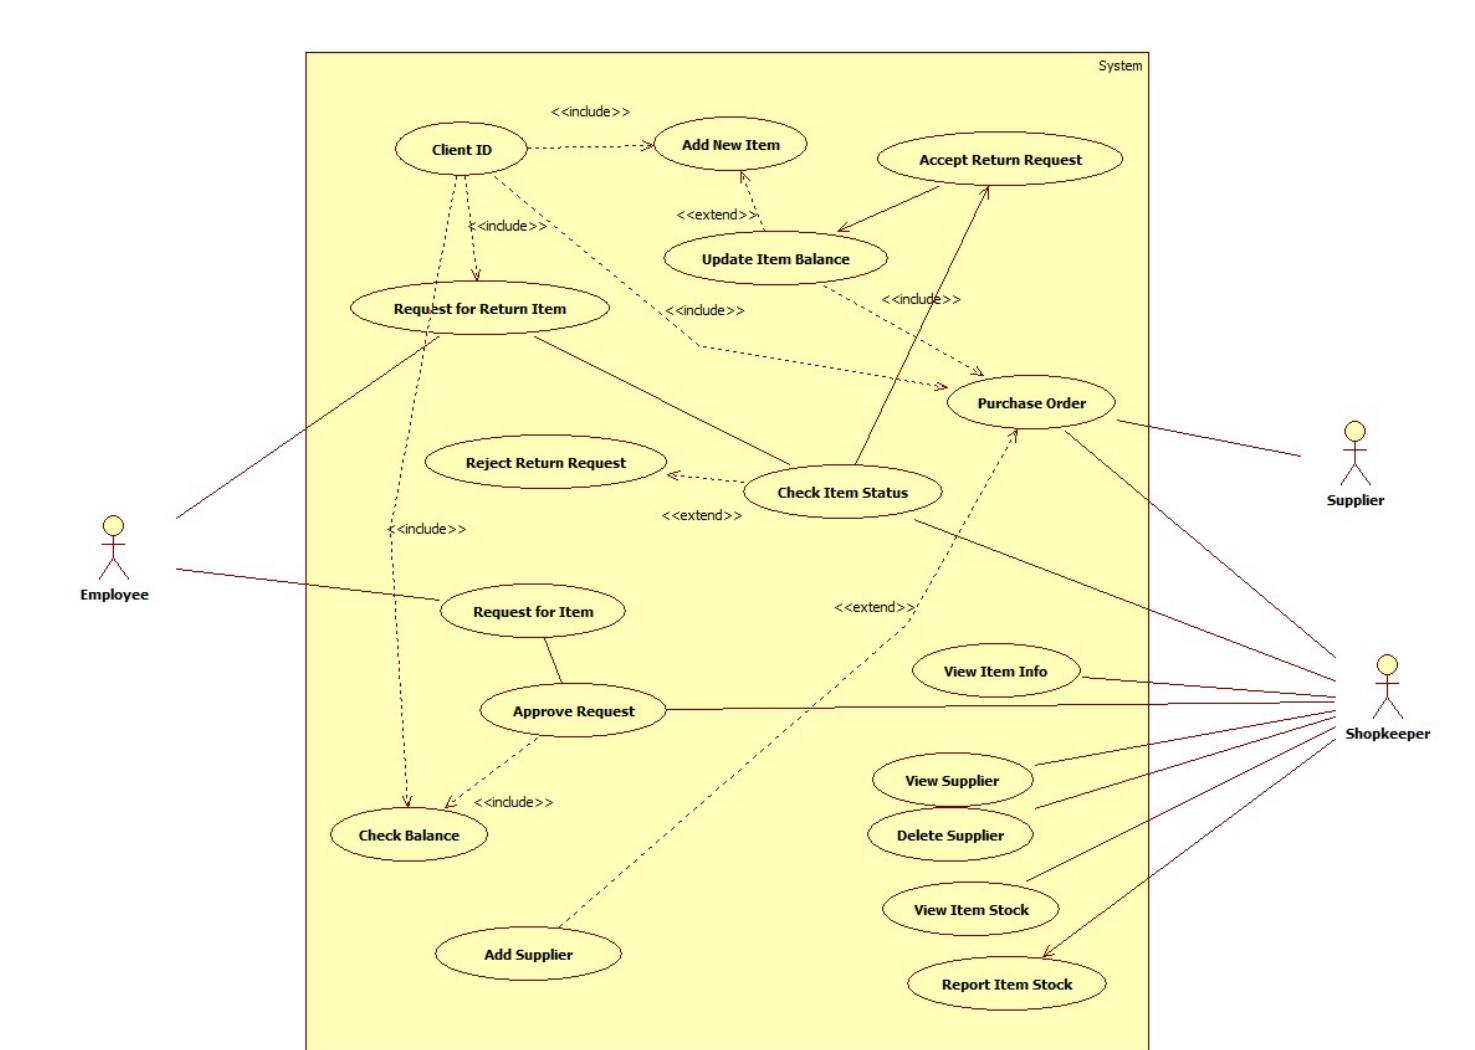 System
<<include>>
Client ID
Add New Item
Accept Return Request
<<extend>>
<<include>>
Update Item Balance
<<include>>
Request for Return Item
<<include>>
Purchase Order
Reject Return Request
Check Item Status
Supplier
<<extend>>
<<include>>
Employee
Request for Item
<<extend>>
View Item Info
Approve Request
Shopkeeper
View Supplier
<<include>>
Check Balance
Delete Supplier
View Item Stock
Add Supplier
Report Item Stock